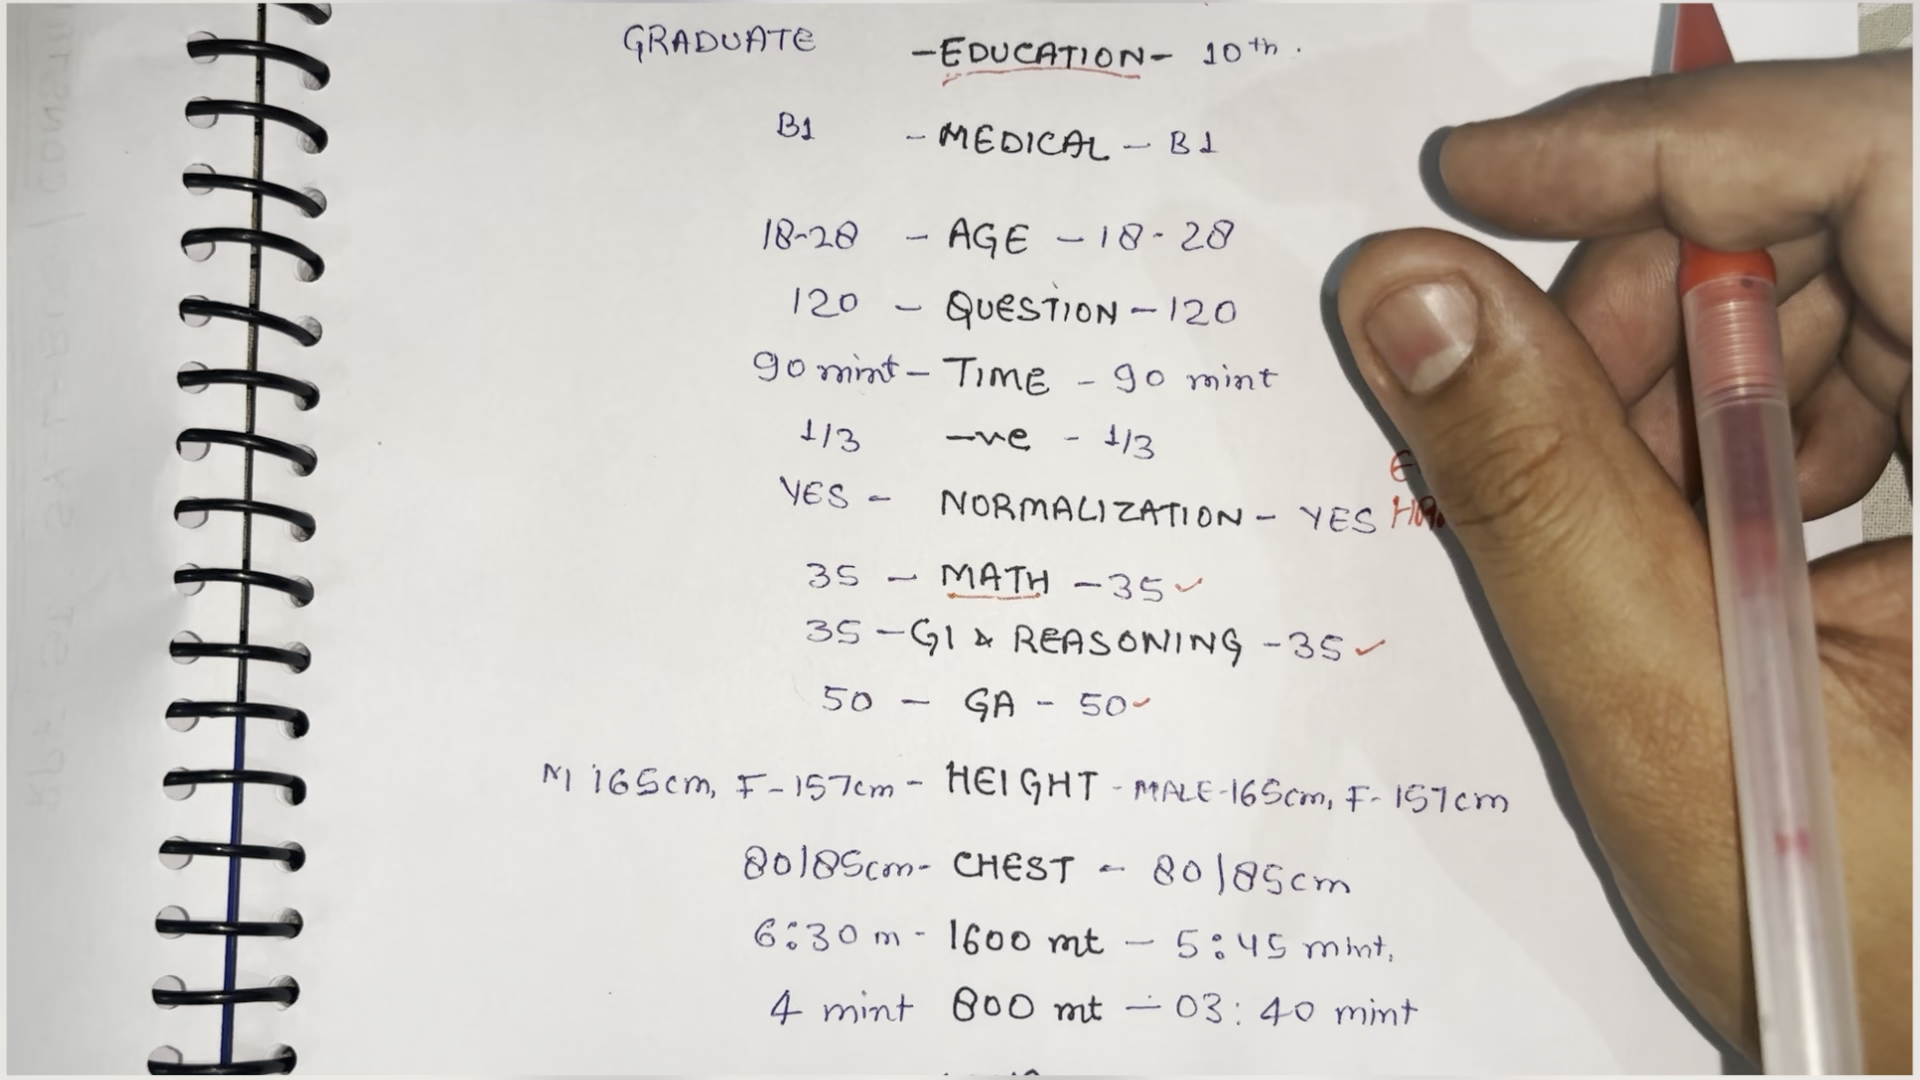 GRADUATE -EDUCATION- 10th.
B1 - MEDICAL - B1
18-28 - AGE - 18-28
120 - QUESTION - 120
90 mint - TIME - 90 mint
1/3 -ve - 1/3
YES - NORMALIZATION - YES
35 - MATH - 35 ✓
35 - GI & REASONING - 35 ✓
50 - GA - 50 ✓
M 165cm, F-157cm - HEIGHT - MALE-165cm, F-157cm
80/85cm- CHEST - 80/85cm
6:30 m - 1600 mt - 5:45 mint,
4 mint 800 mt - 03:40 mint